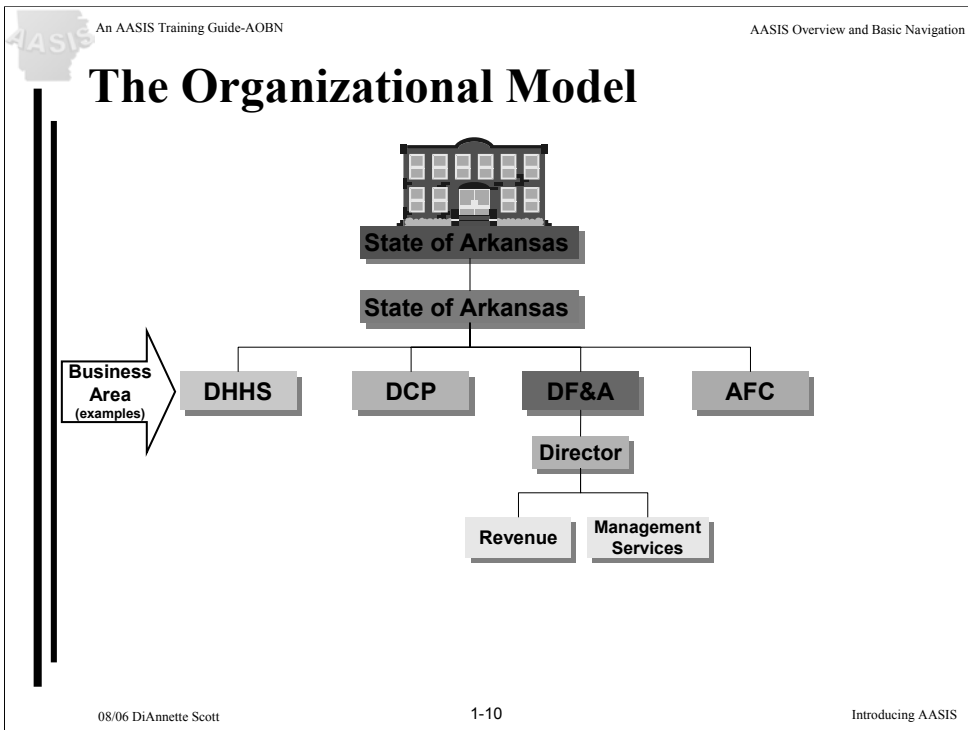 AASIS
An AASIS Training Guide-AOBN
AASIS Overview and Basic Navigation
The Organizational Model
State of Arkansas
State of Arkansas
Business
Area
(examples)
DHHS
DCP
DF&A
AFC
Director
Revenue
Management
Services
08/06 DiAnnette Scott
1-10
Introducing AASIS